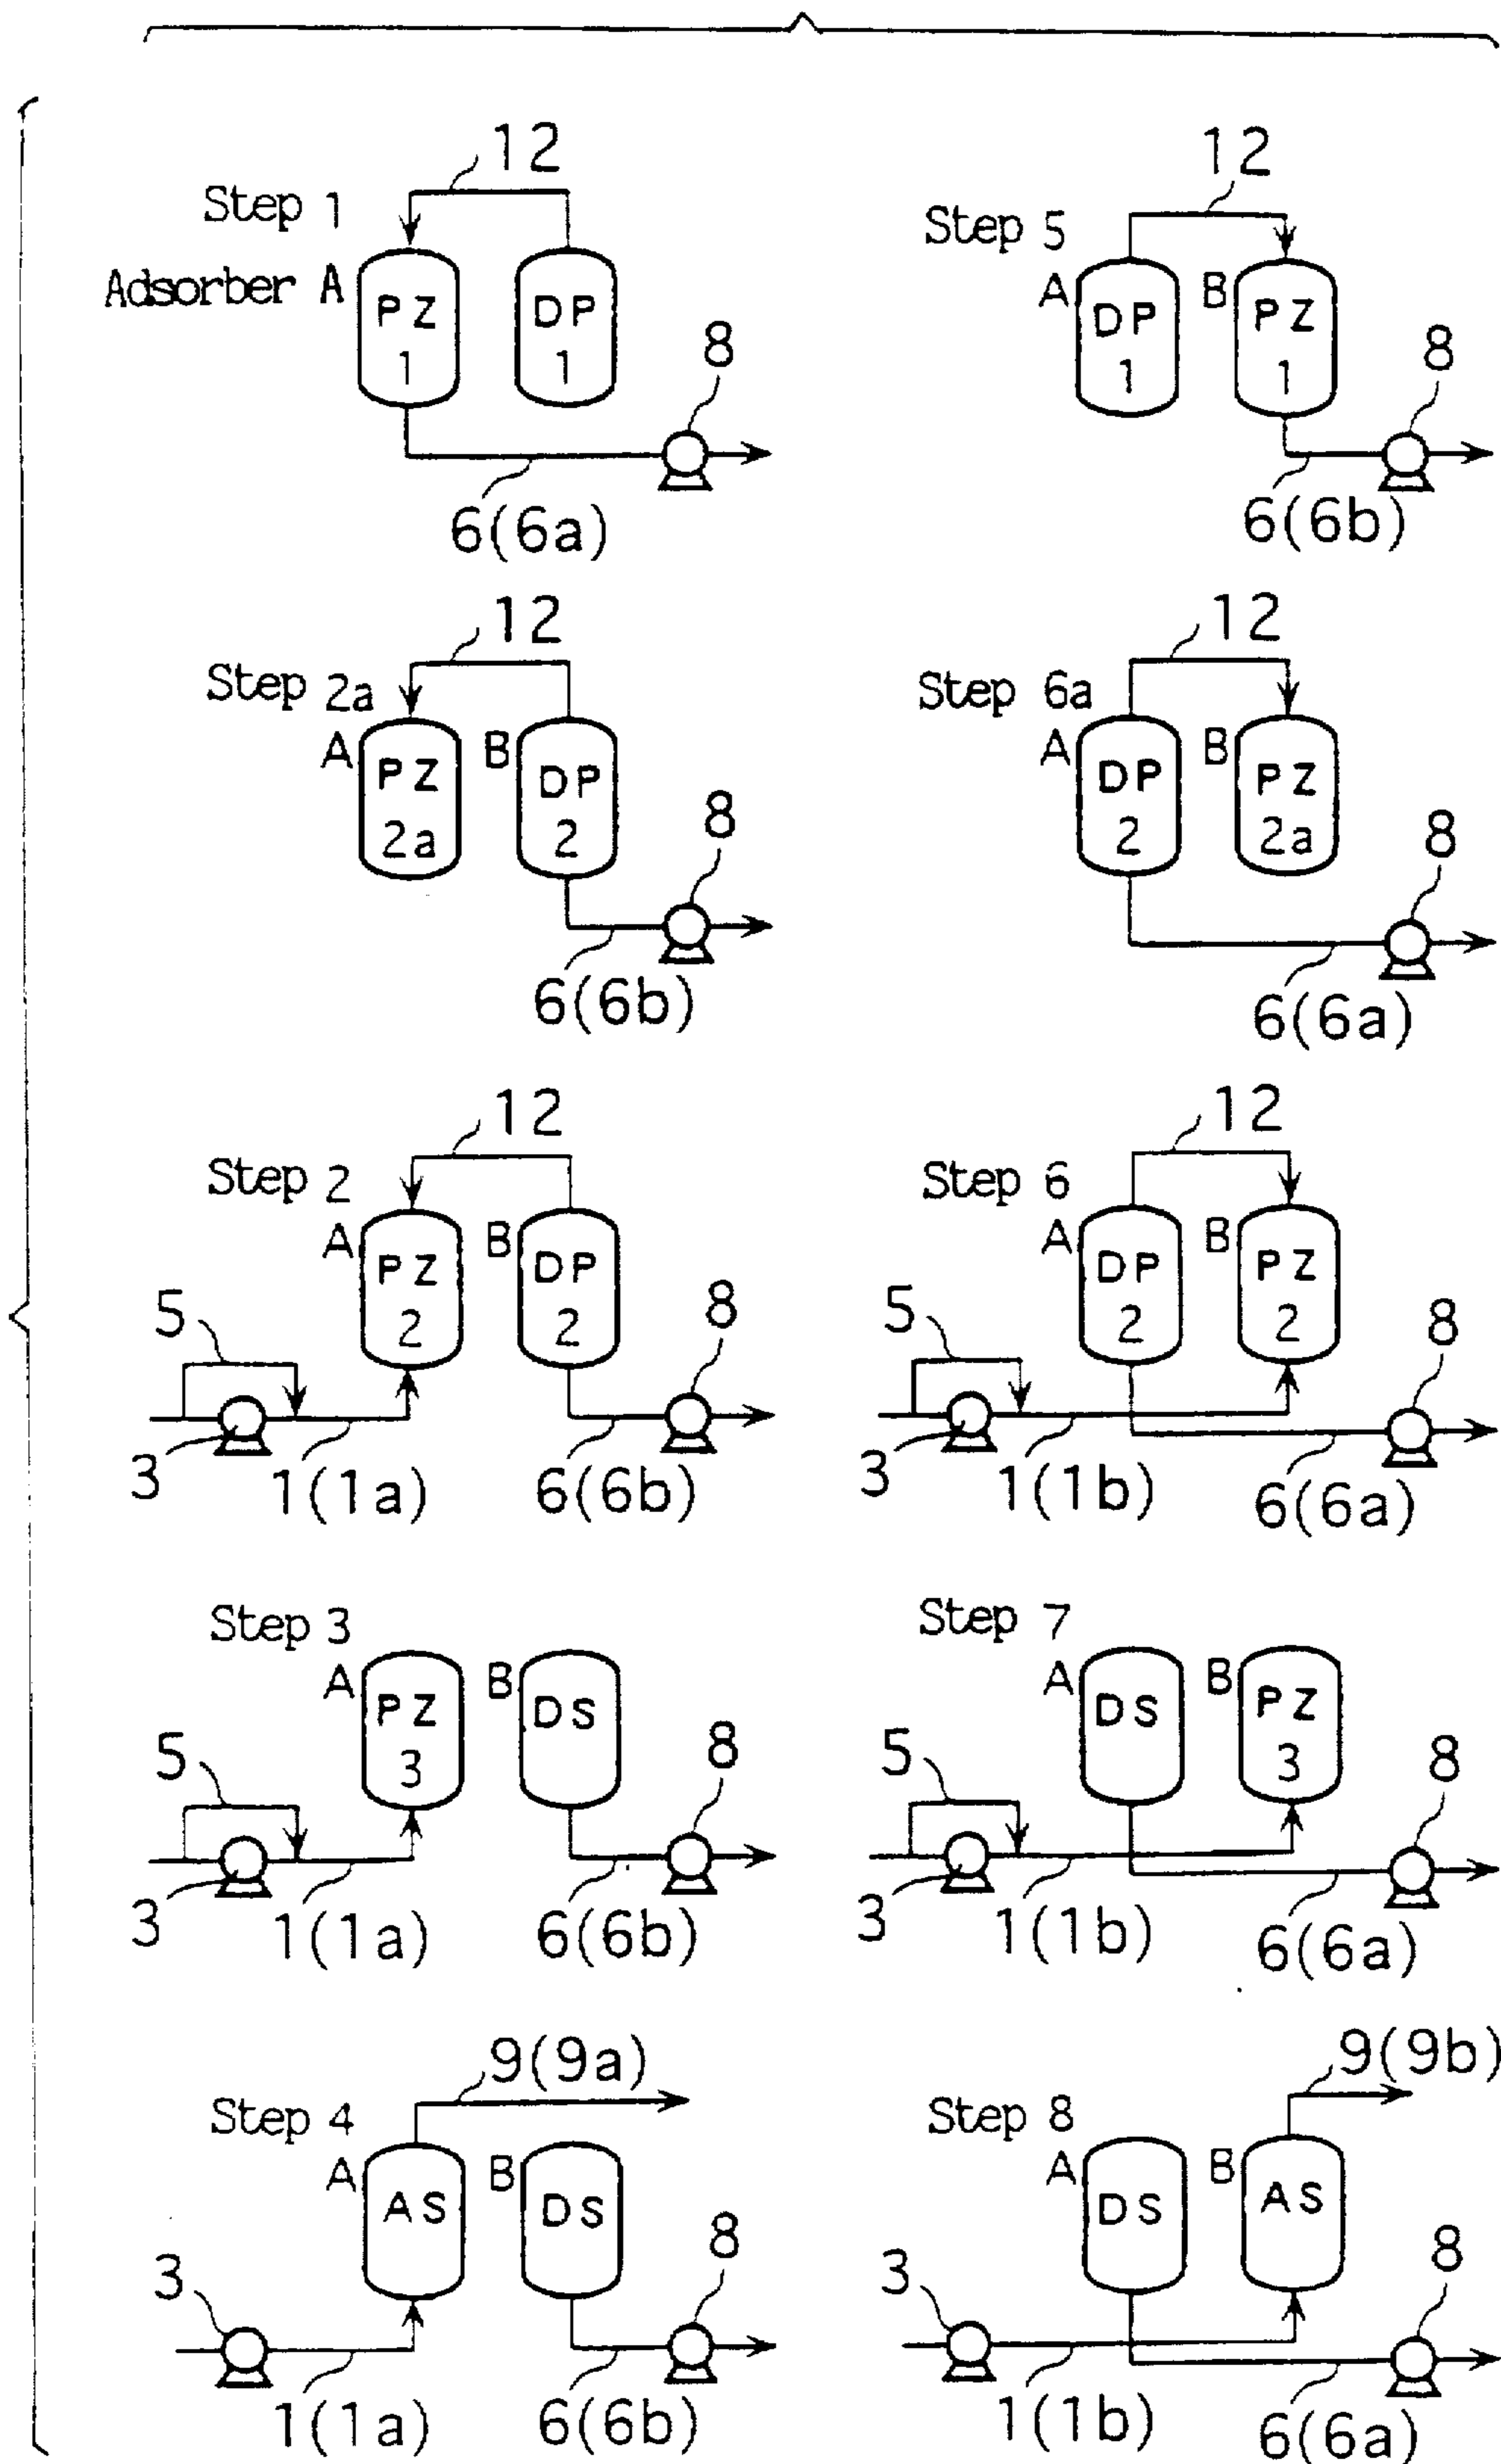 12
Step 1
Adsorber A
PZ
1
DP
1
8
6(6a)
12
Step 5
A
DP
1
B
PZ
1
8
6(6b)
12
Step 2a
A
PZ
2a
B
DP
2
8
6(6b)
12
Step 6a
A
DP
2
B
PZ
2a
8
6(6a)
12
Step 2
A
PZ
2
B
DP
2
5
8
3
1(1a)
6(6b)
12
Step 6
A
DP
2
B
PZ
2
5
8
3
1(1b)
6(6a)
Step 3
A
PZ
3
B
DS
5
8
3
1(1a)
6(6b)
Step 7
A
DS
B
PZ
3
5
8
3
1(1b)
6(6a)
9(9a)
Step 4
A
AS
B
DS
3
8
1(1a)
6(6b)
9(9b)
Step 8
A
DS
B
AS
3
8
1(1b)
6(6a)